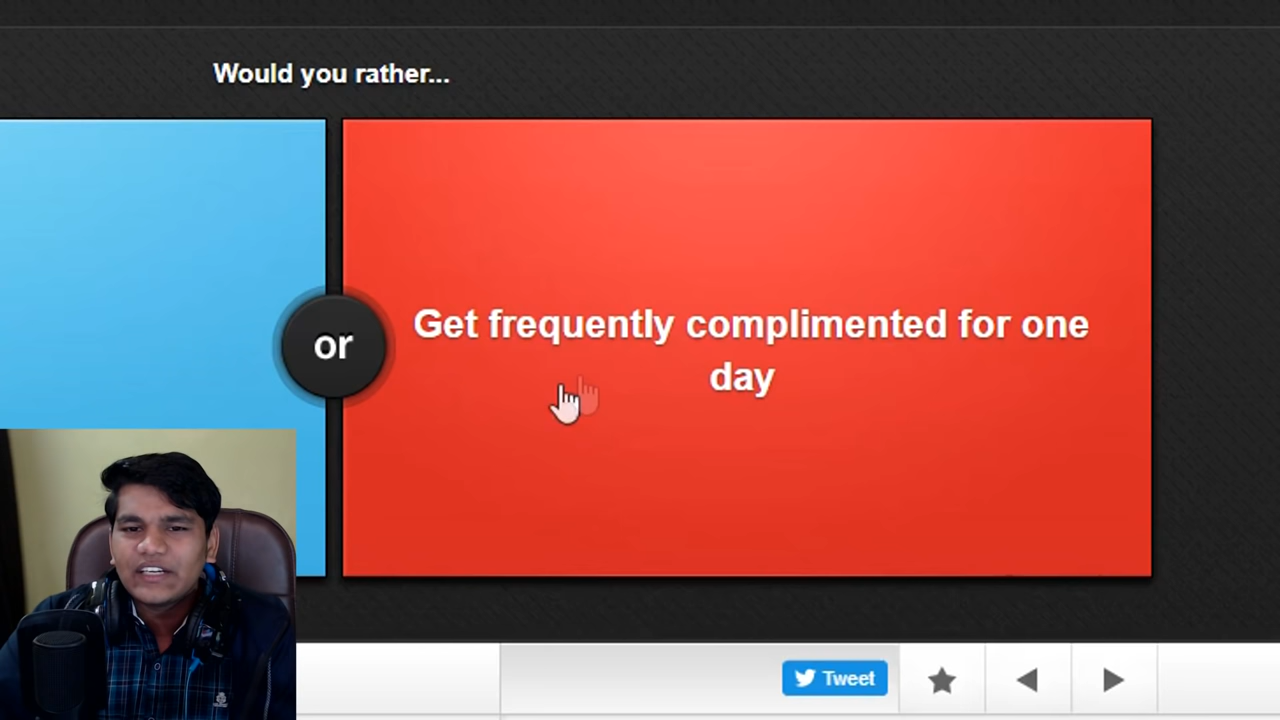 Would you rather...
or
Get frequently complimented for one
day
Tweet